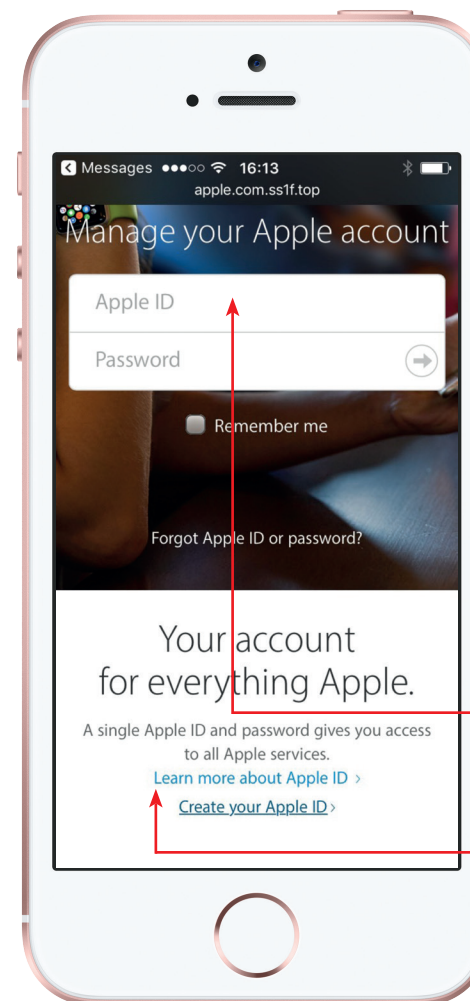 Messages 16:13
apple.com.ss1f.top
Manage your Apple account
Apple ID
Password
Remember me
Forgot Apple ID or password?
Your account
for everything Apple.
A single Apple ID and password gives you access
to all Apple services.
Learn more about Apple ID >
Create your Apple ID >